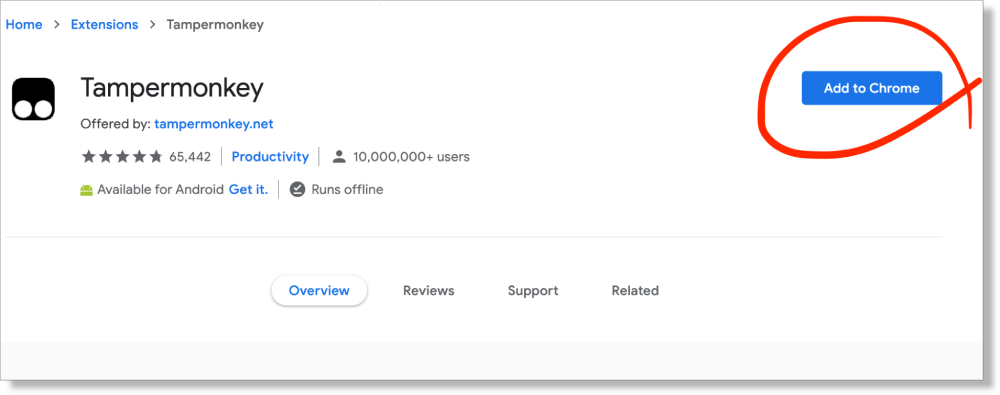 Home > Extensions > Tampermonkey
Tampermonkey
Add to Chrome
Offered by: tampermonkey.net
65,442 Productivity 10,000,000+ users
Available for Android Get it. Runs offline
Overview Reviews Support Related